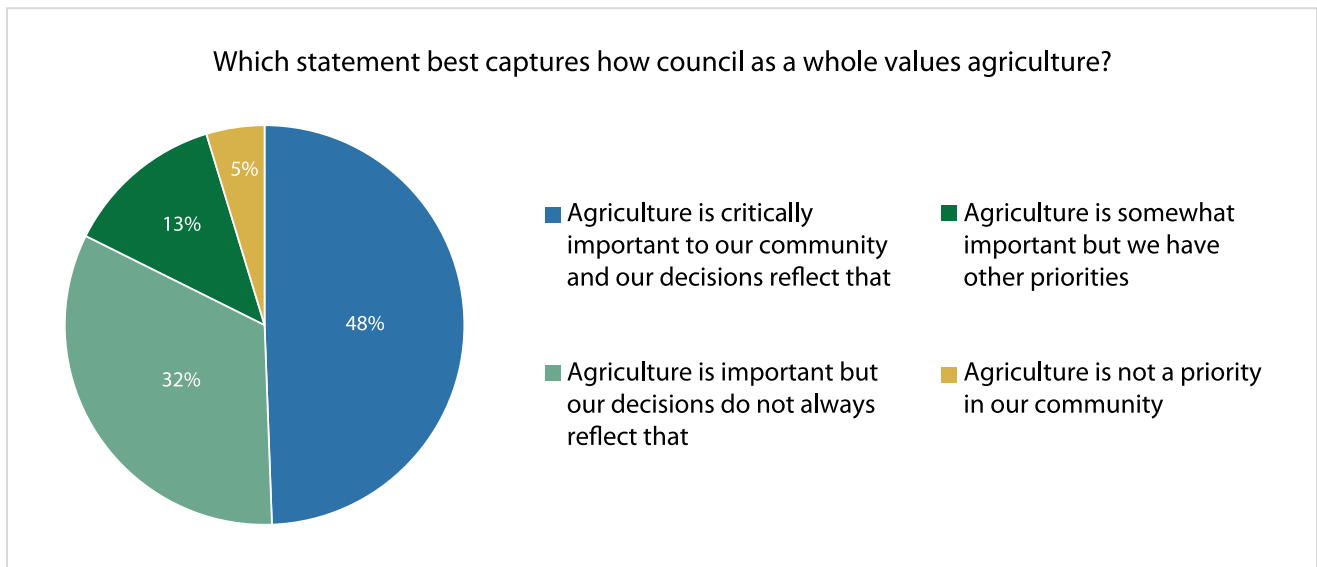 Which statement best captures how council as a whole values agriculture?
5%
13%
48%
32%
Agriculture is critically
important to our community
and our decisions reflect that
Agriculture is somewhat
important but we have
other priorities
Agriculture is important but
our decisions do not always
reflect that
Agriculture is not a priority
in our community